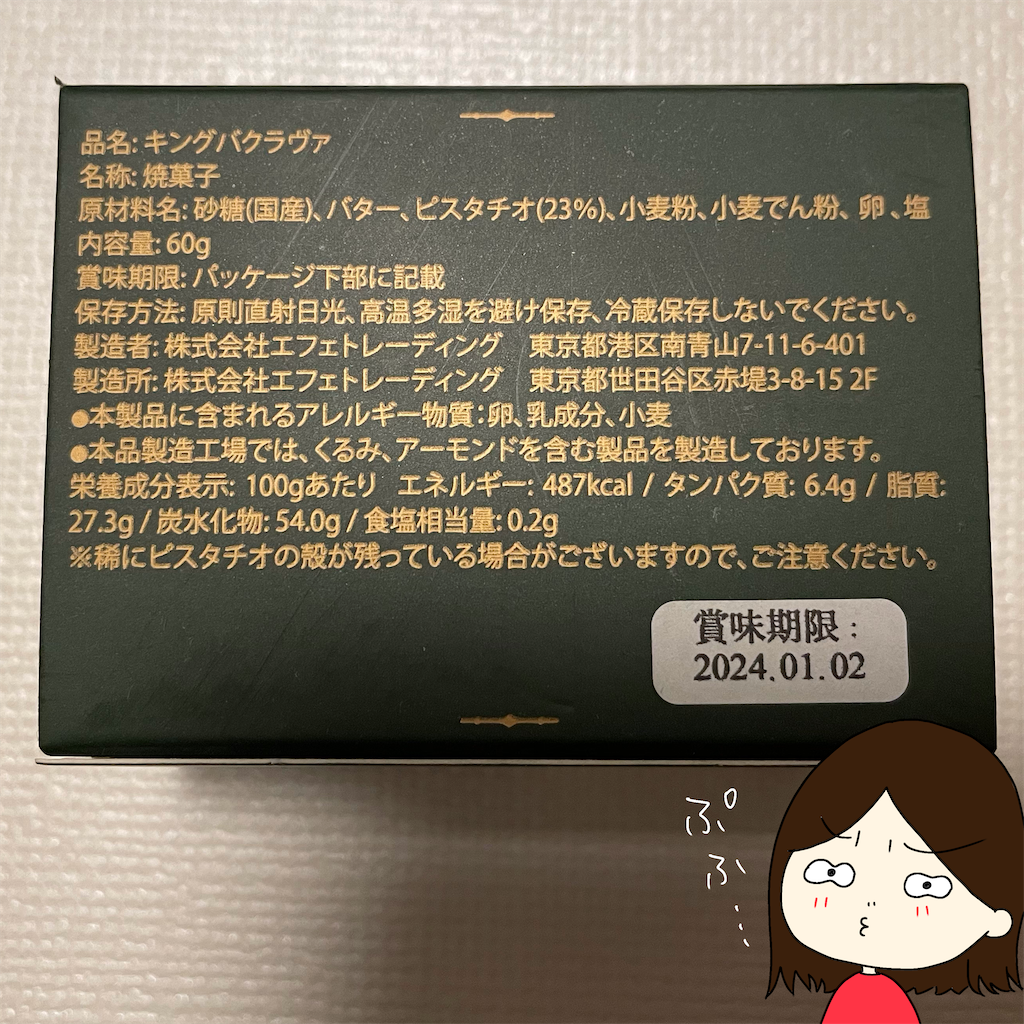 品名: キングバクラヴァ
名称: 焼菓子
原材料名: 砂糖(国産)、バター、ピスタチオ(23%)、小麦粉、小麦でん粉、卵、塩
内容量: 60g
賞味期限: パッケージ下部に記載
保存方法: 原則直射日光、高温多湿を避け保存、冷蔵保存しないでください。
製造者: 株式会社エフェトレーディング 東京都港区南青山7-11-6-401
製造所: 株式会社エフェトレーディング 東京都世田谷区赤堤3-8-15 2F
●本製品に含まれるアレルギー物質:卵、乳成分、小麦
●本品製造工場では、くるみ、アーモンドを含む製品を製造しております。
栄養成分表示: 100gあたり エネルギー: 487kcal / タンパク質: 6.4g / 脂質:
27.3g / 炭水化物: 54.0g / 食塩相当量: 0.2g
※稀にピスタチオの殻が残っている場合がございますので、ご注意ください。
賞味期限:
2024.01.02
ぷふ…